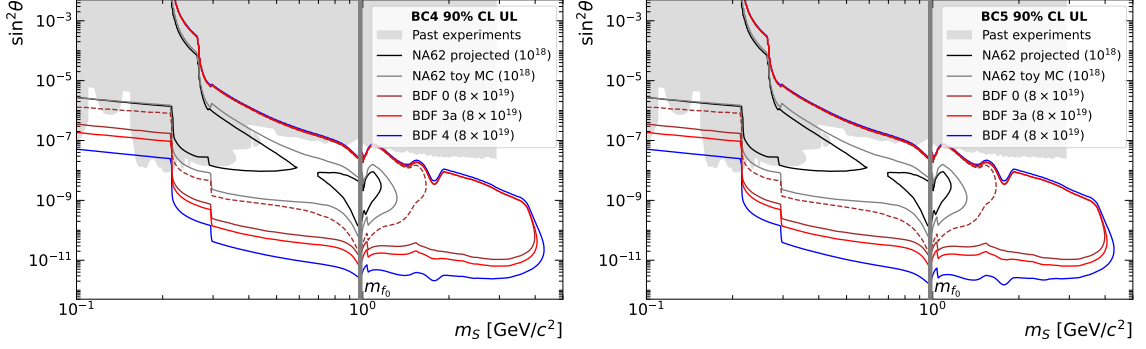 sin²θ
10⁻³
10⁻⁵
10⁻⁷
10⁻⁹
10⁻¹¹
BC4 90% CL UL
Past experiments
NA62 projected (10¹⁸)
NA62 toy MC (10¹⁸)
BDF 0 (8 × 10¹⁹)
BDF 3a (8 × 10¹⁹)
BDF 4 (8 × 10¹⁹)
m_{f₀}
10⁻¹ 10⁰
m_S [GeV/c²]
sin²θ
10⁻³
10⁻⁵
10⁻⁷
10⁻⁹
10⁻¹¹
BC5 90% CL UL
Past experiments
NA62 projected (10¹⁸)
NA62 toy MC (10¹⁸)
BDF 0 (8 × 10¹⁹)
BDF 3a (8 × 10¹⁹)
BDF 4 (8 × 10¹⁹)
m_{f₀}
10⁻¹ 10⁰
m_S [GeV/c²]